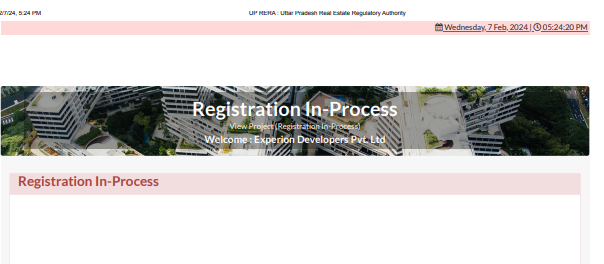 2/7/24, 5:24 PM UP RERA : Uttar Pradesh Real Estate Regulatory Authority
Wednesday, 7 Feb, 2024 | 05:24:20 PM
Registration In-Process
View Project (Registration In-Process)
Welcome : Experion Developers Pvt. Ltd
Registration In-Process